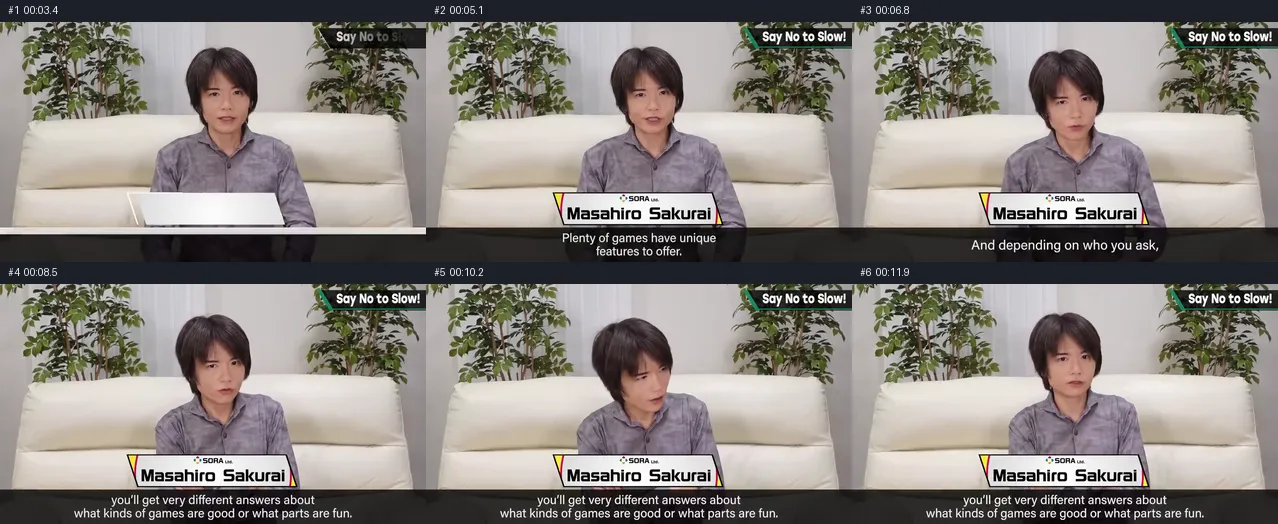 #1 00:03.4
Say No to Slow!
#2 00:05.1
Say No to Slow!
SORA LTD.
Masahiro Sakurai
Plenty of games have unique
features to offer.
#3 00:06.8
Say No to Slow!
SORA LTD.
Masahiro Sakurai
And depending on who you ask,
#4 00:08.5
Say No to Slow!
SORA LTD.
Masahiro Sakurai
you'll get very different answers about
what kinds of games are good or what parts are fun.
#5 00:10.2
Say No to Slow!
SORA LTD.
Masahiro Sakurai
you'll get very different answers about
what kinds of games are good or what parts are fun.
#6 00:11.9
Say No to Slow!
SORA LTD.
Masahiro Sakurai
you'll get very different answers about
what kinds of games are good or what parts are fun.